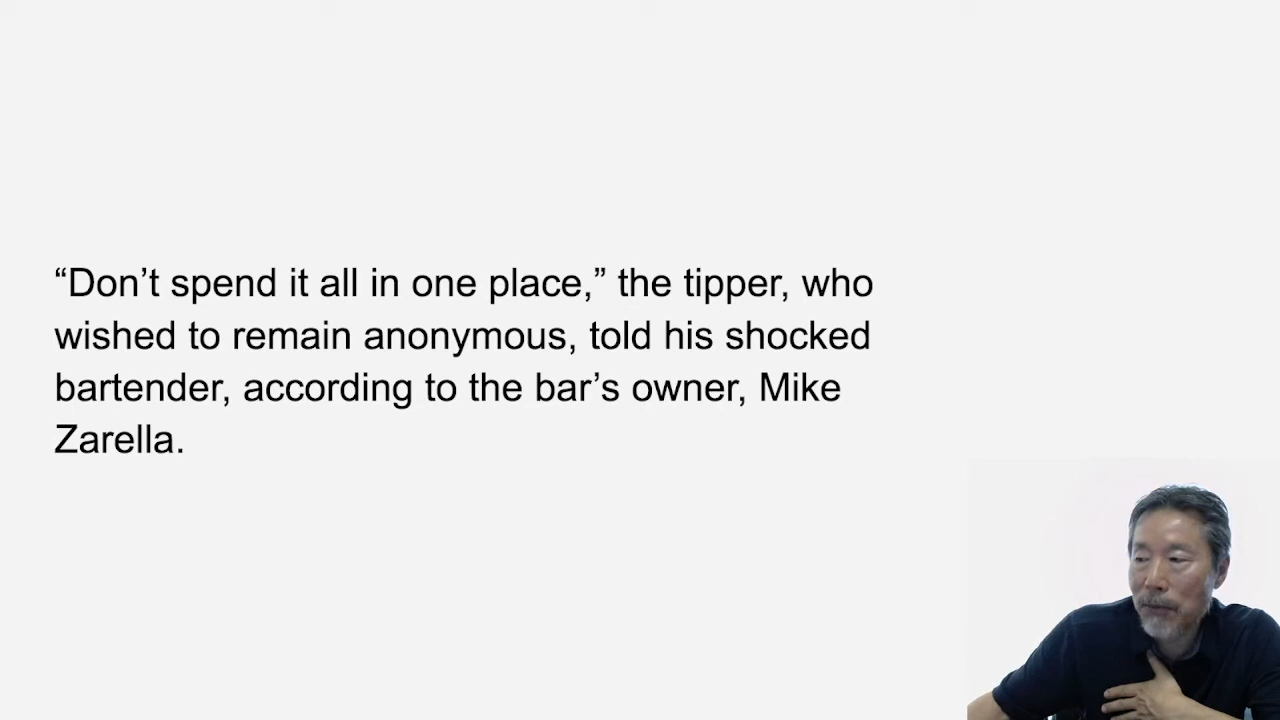 “Don’t spend it all in one place,” the tipper, who
wished to remain anonymous, told his shocked
bartender, according to the bar’s owner, Mike
Zarella.